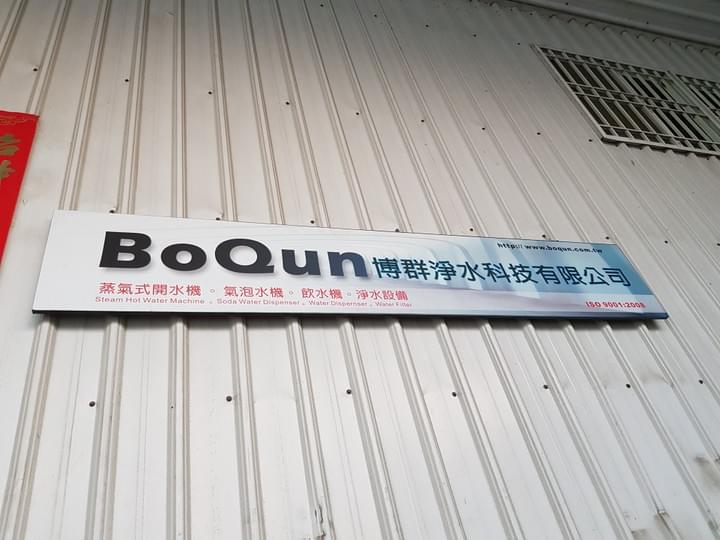 http:// www.boqun.com.tw
BoQun 博群淨水科技有限公司
蒸氣式開水機。氣泡水機。飲水機。淨水設備
Steam Hot Water Machine 。Soda Water Dispenser 。Water Dispernser 。Water Filter
ISO 9001:2008